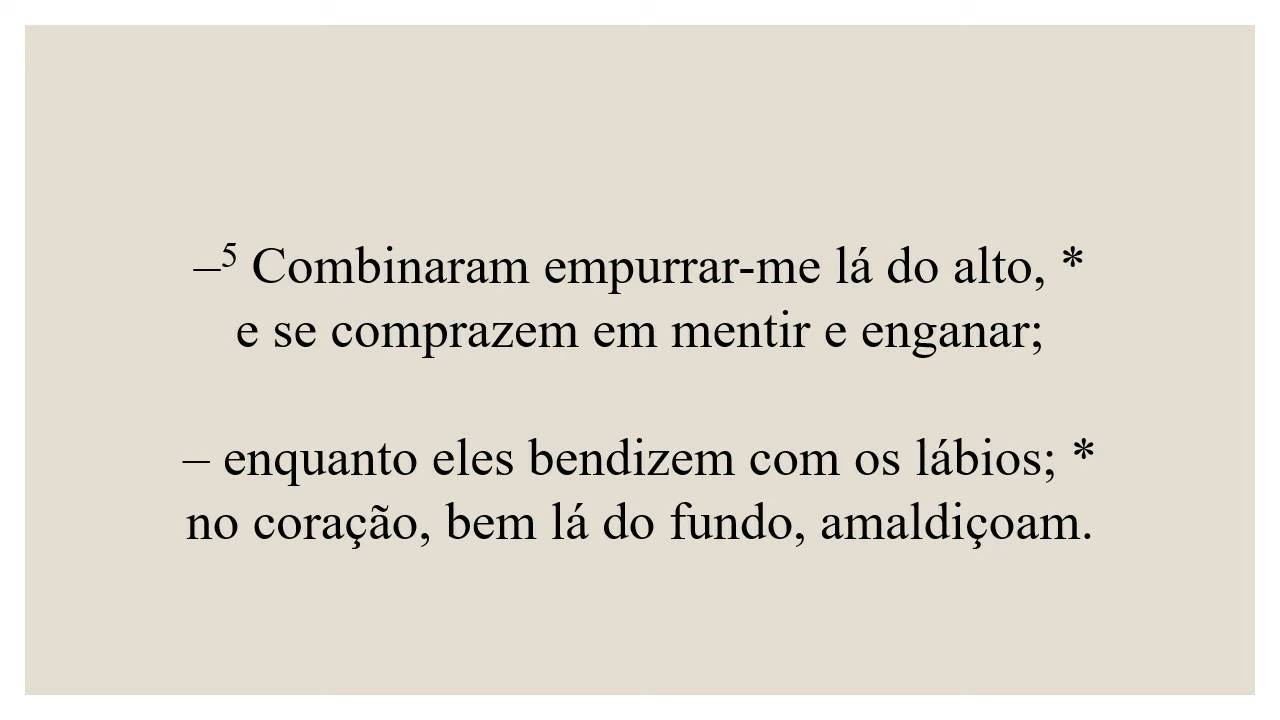 –⁵ Combinaram empurrar-me lá do alto, *
e se comprazem em mentir e enganar;
– enquanto eles bendizem com os lábios; *
no coração, bem lá do fundo, amaldiçoam.